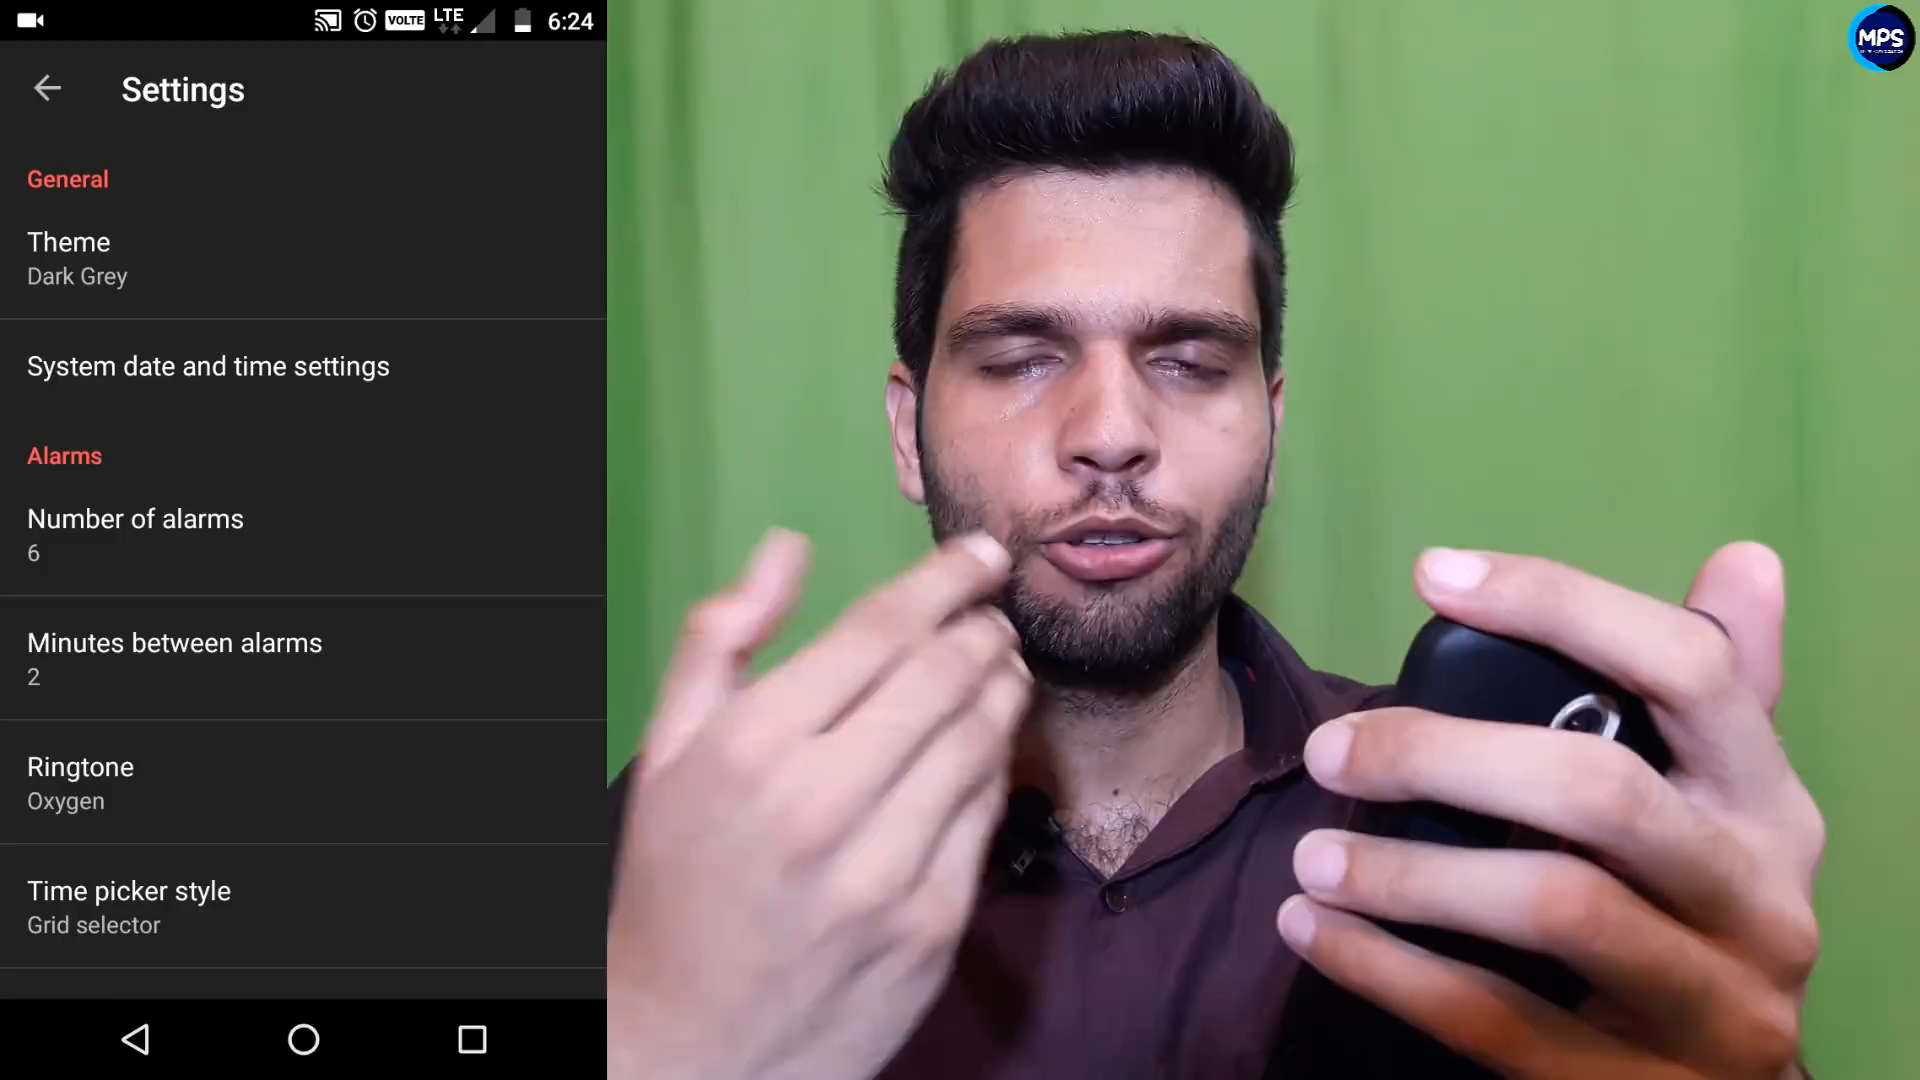 VOLTE LTE 6:24
MPS
Settings
General
Theme
Dark Grey
System date and time settings
Alarms
Number of alarms
6
Minutes between alarms
2
Ringtone
Oxygen
Time picker style
Grid selector